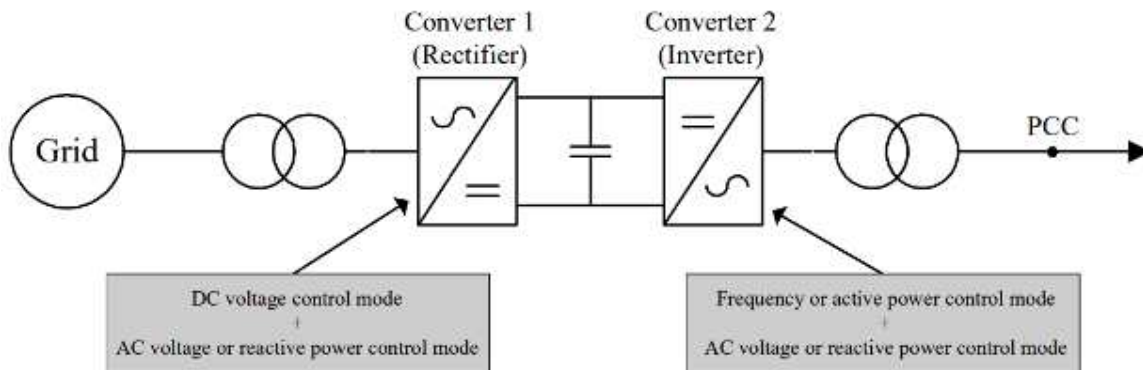 Converter 1
(Rectifier)
Converter 2
(Inverter)
Grid
PCC
DC voltage control mode
+
AC voltage or reactive power control mode
Frequency or active power control mode
+
AC voltage or reactive power control mode